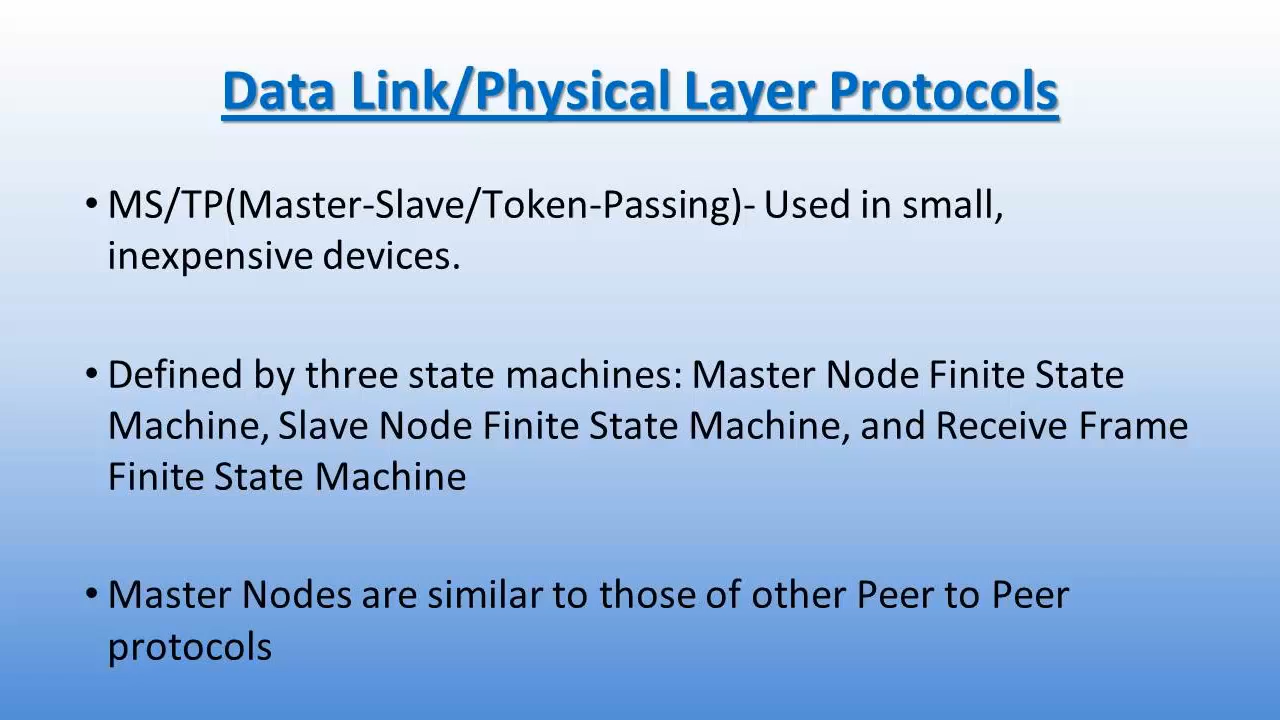 Data Link/Physical Layer Protocols
• MS/TP(Master-Slave/Token-Passing)- Used in small,
inexpensive devices.
• Defined by three state machines: Master Node Finite State
Machine, Slave Node Finite State Machine, and Receive Frame
Finite State Machine
• Master Nodes are similar to those of other Peer to Peer
protocols